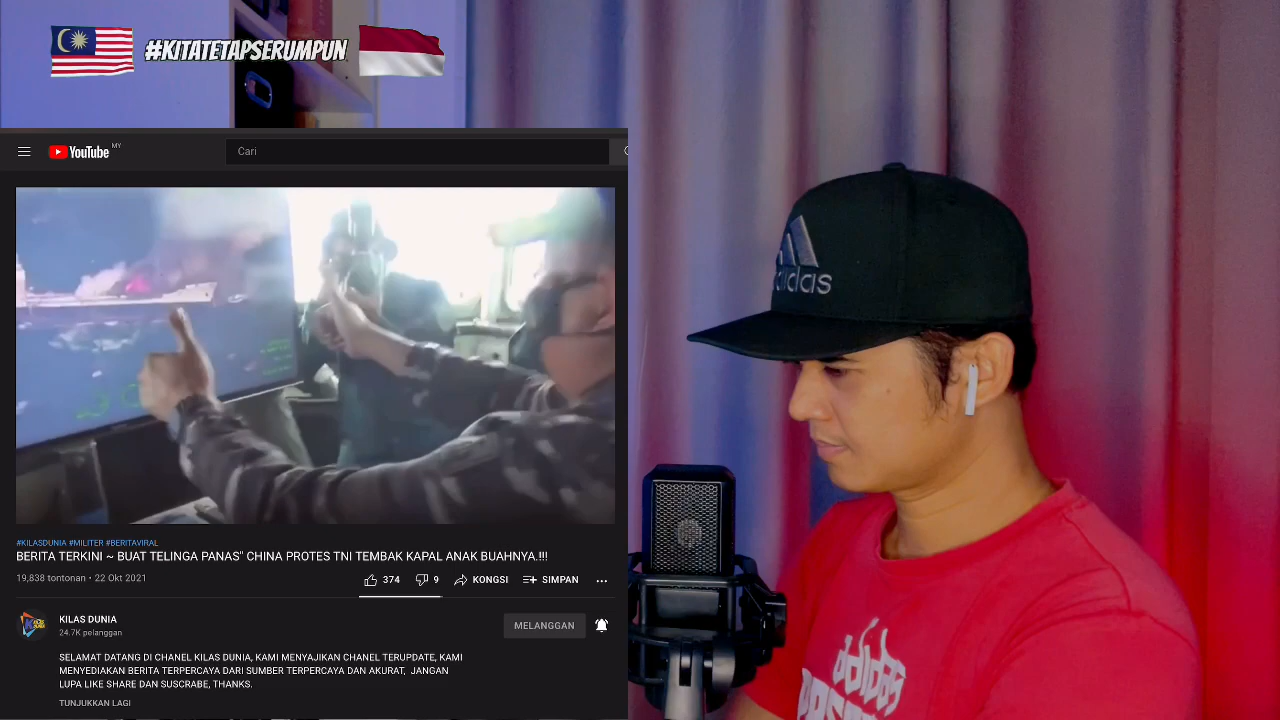 #KITATETAPSERUMPUN
YouTube MY
Cari
#KILASDUNIA #MILITER #BERITAVIRAL
BERITA TERKINI ~ BUAT TELINGA PANAS" CHINA PROTES TNI TEMBAK KAPAL ANAK BUAHNYA.!!!
19,838 tontonan • 22 Okt 2021
374 9 KONGSI SIMPAN
KILAS DUNIA
24.7K pelanggan
MELANGGAN
SELAMAT DATANG DI CHANEL KILAS DUNIA, KAMI MENYAJIKAN CHANEL TERUPDATE, KAMI
MENYEDIAKAN BERITA TERPERCAYA DARI SUMBER TERPERCAYA DAN AKURAT, JANGAN
LUPA LIKE SHARE DAN SUSCRABE, THANKS.
TUNJUKKAN LAGI
adidas
adidas